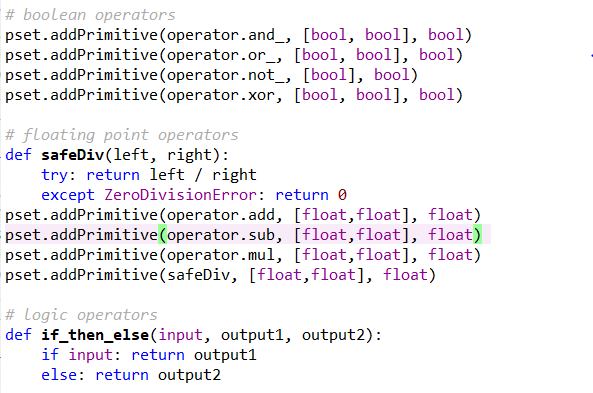 # boolean operators
pset.addPrimitive(operator.and_, [bool, bool], bool)
pset.addPrimitive(operator.or_, [bool, bool], bool)
pset.addPrimitive(operator.not_, [bool], bool)
pset.addPrimitive(operator.xor, [bool, bool], bool)

# floating point operators
def safeDiv(left, right):
    try: return left / right
    except ZeroDivisionError: return 0
pset.addPrimitive(operator.add, [float,float], float)
pset.addPrimitive(operator.sub, [float,float], float)
pset.addPrimitive(operator.mul, [float,float], float)
pset.addPrimitive(safeDiv, [float,float], float)

# logic operators
def if_then_else(input, output1, output2):
    if input: return output1
    else: return output2